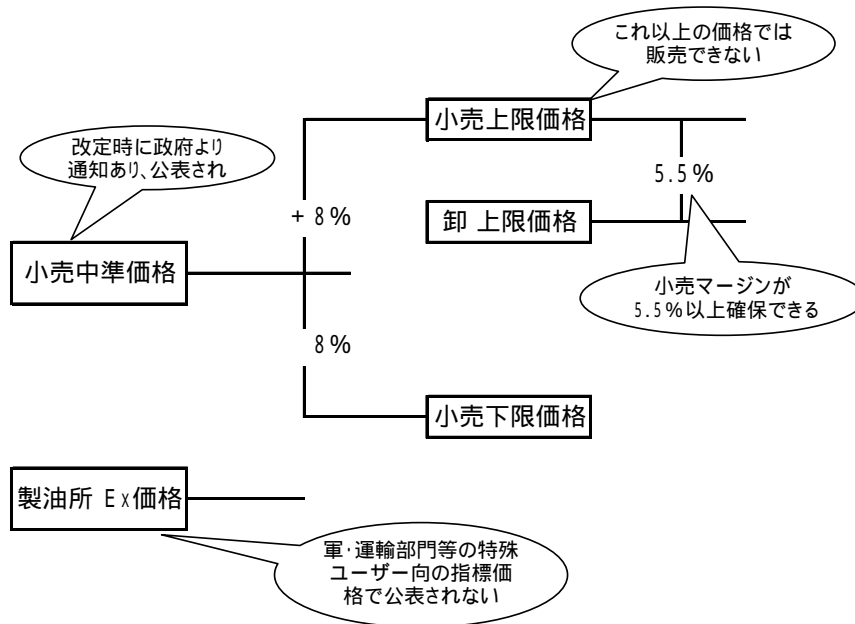 これ以上の価格では
販売できない
小売上限価格
改定時に政府より
通知あり、公表され
5.5%
+8%
卸 上限価格
小売中準価格
小売マージンが
5.5%以上確保できる
8%
小売下限価格
製油所 Ex価格
軍・運輸部門等の特殊
ユーザー向の指標価
格で公表されない